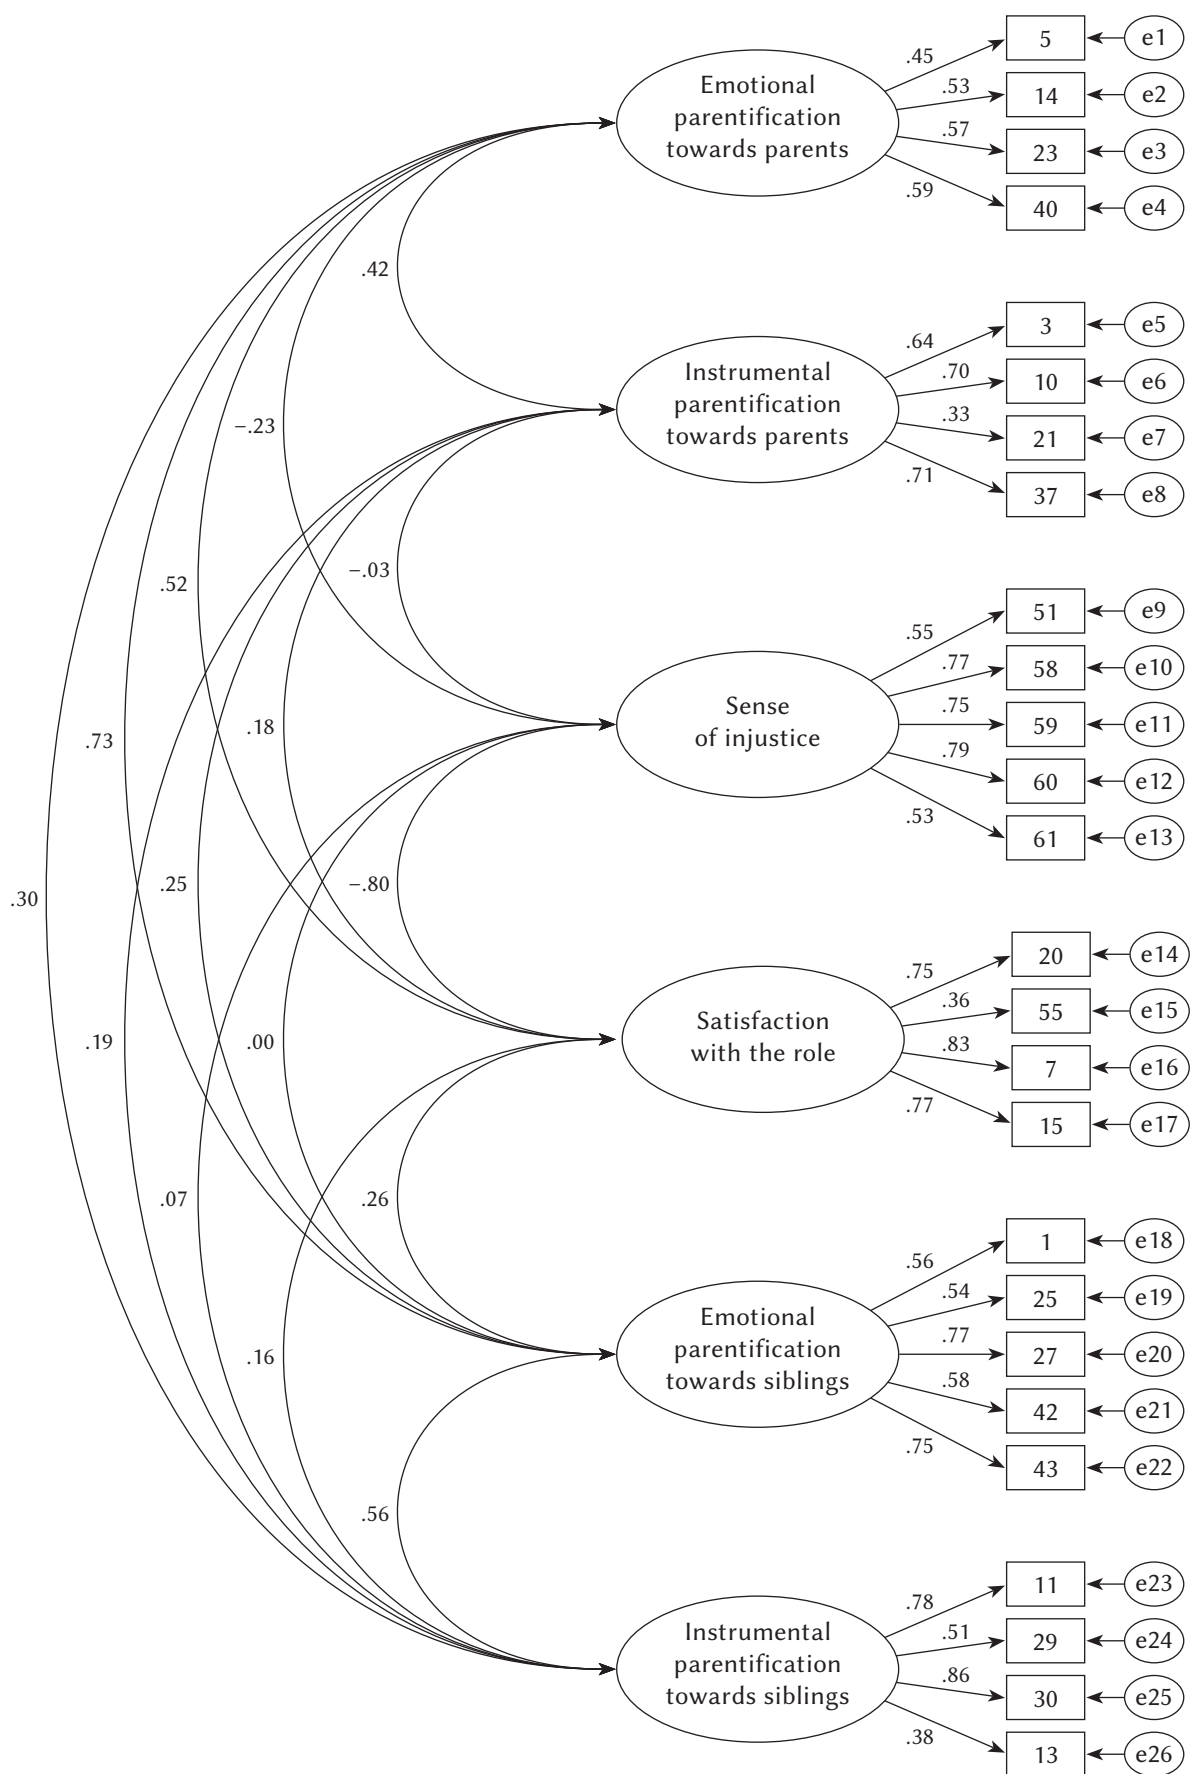 5
e1
.45
Emotional
parentification
towards parents
.53
14
e2
.57
23
e3
.59
40
e4
.42
3
e5
.64
Instrumental
parentification
towards parents
.70
10
e6
.33
21
e7
.71
37
e8
−.23
−.03
.52
51
e9
.55
.77
58
e10
Sense
of injustice
.75
59
e11
.79
60
e12
.53
61
e13
.18
.73
−.80
.25
.30
20
e14
.75
.36
55
e15
Satisfaction
with the role
.83
7
e16
.77
15
e17
.00
.19
.26
.07
1
e18
.56
.54
25
e19
Emotional
parentification
towards siblings
.77
27
e20
.58
42
e21
.75
43
e22
.16
.56
11
e23
.78
Instrumental
parentification
towards siblings
.51
29
e24
.86
30
e25
.38
13
e26